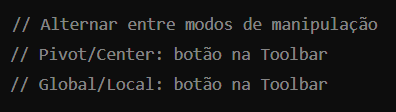 // Alternar entre modos de manipulação
// Pivot/Center: botão na Toolbar
// Global/Local: botão na Toolbar